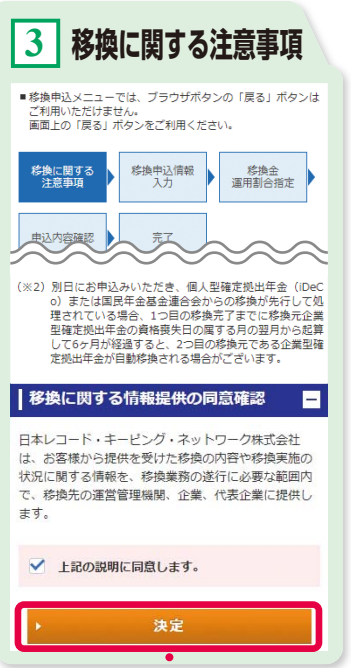 3 移換に関する注意事項
■移換申込メニューでは、ブラウザボタンの「戻る」ボタンは
ご利用いただけません。
画面上の「戻る」ボタンをご利用ください。
移換に関する
注意事項
移換申込情報
入力
移換金
運用割合指定
申込内容確認
完了
(※2) 別日にお申込みいただき、個人型確定拠出年金（iDeC
o）または国民年金基金連合会からの移換が先行して処
理されている場合、1つ目の移換完了までに移換元企業
型確定拠出年金の資格喪失日の属する月の翌月から起算
して6ヶ月が経過すると、2つ目の移換元である企業型確
定拠出年金が自動移換される場合がございます。
移換に関する情報提供の同意確認
日本レコード・キーピング・ネットワーク株式会社
は、お客様から提供を受けた移換の内容や移換実施の
状況に関する情報を、移換業務の遂行に必要な範囲内
で、移換先の運営管理機関、企業、代表企業に提供し
ます。
上記の説明に同意します。
決定